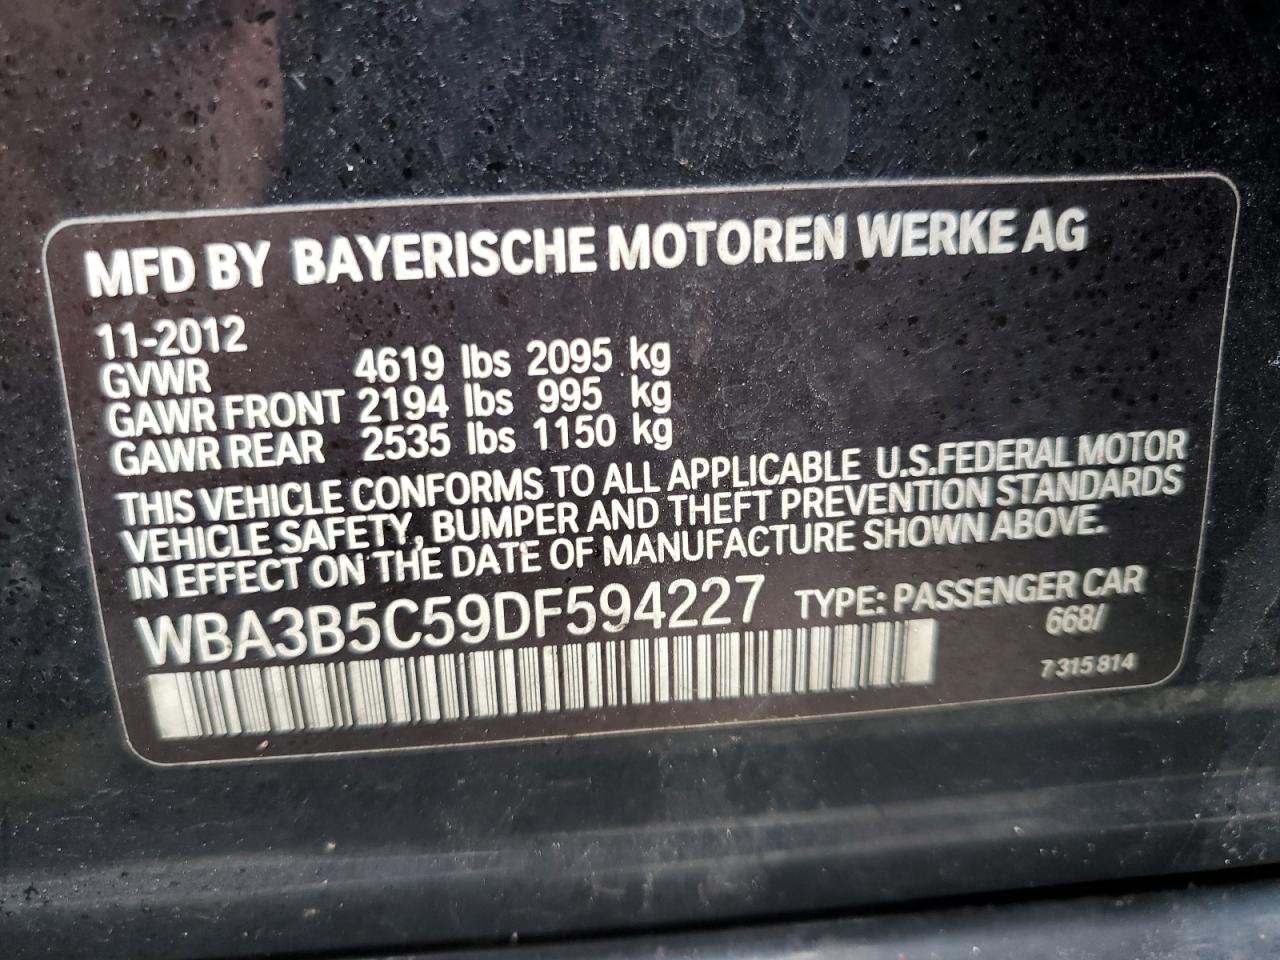 MFD BY BAYERISCHE MOTOREN WERKE AG
11-2012
GVWR 4619 lbs 2095 kg
GAWR FRONT 2194 lbs 995 kg
GAWR REAR 2535 lbs 1150 kg
THIS VEHICLE CONFORMS TO ALL APPLICABLE U.S.FEDERAL MOTOR
VEHICLE SAFETY, BUMPER AND THEFT PREVENTION STANDARDS
IN EFFECT ON THE DATE OF MANUFACTURE SHOWN ABOVE.
WBA3B5C59DF594227 TYPE: PASSENGER CAR
668/
7 315 814